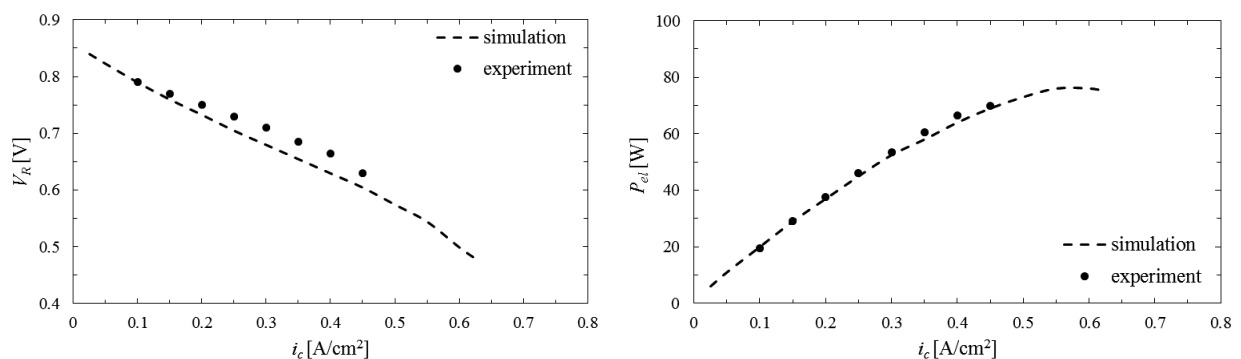 0.9
0.8
0.7
0.6
0.5
0.4
V_R [V]
0 0.1 0.2 0.3 0.4 0.5 0.6 0.7 0.8
i_c [A/cm²]
simulation
experiment
100
80
60
40
20
0
P_el [W]
0 0.1 0.2 0.3 0.4 0.5 0.6 0.7 0.8
i_c [A/cm²]
simulation
experiment